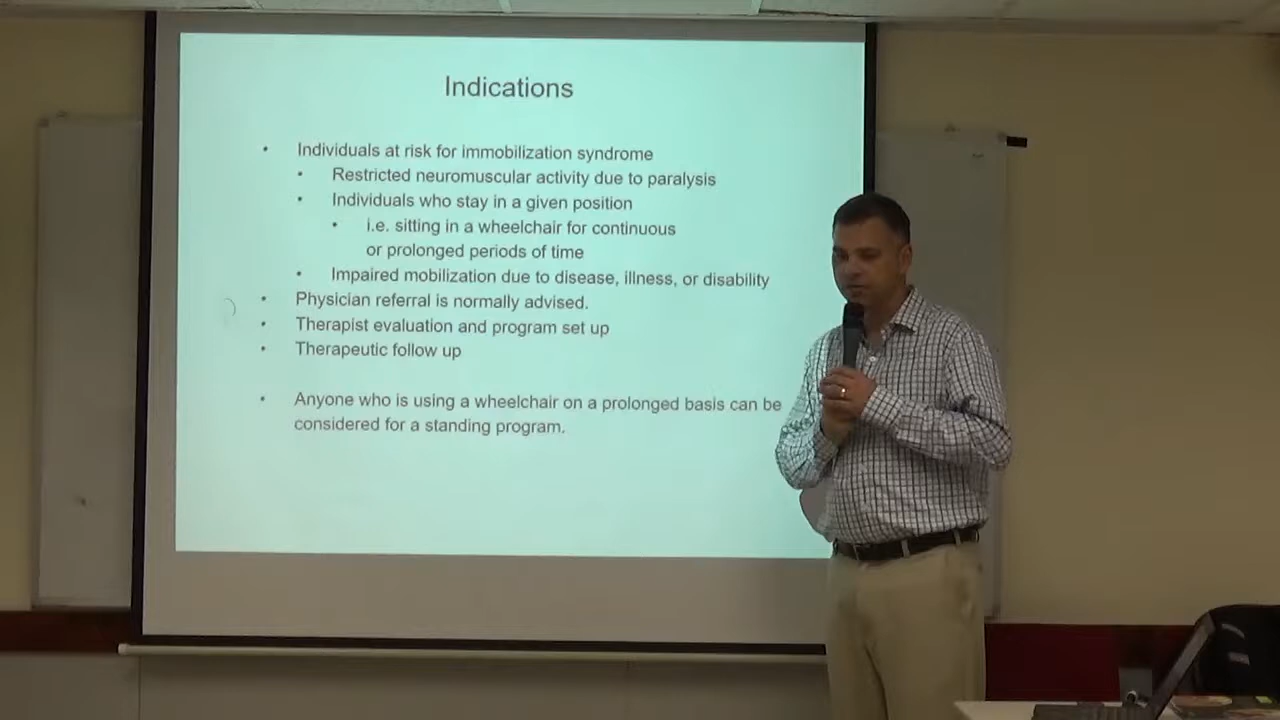 Indications
• Individuals at risk for immobilization syndrome
• Restricted neuromuscular activity due to paralysis
• Individuals who stay in a given position
• i.e. sitting in a wheelchair for continuous
or prolonged periods of time
• Impaired mobilization due to disease, illness, or disability
• Physician referral is normally advised.
• Therapist evaluation and program set up
• Therapeutic follow up
• Anyone who is using a wheelchair on a prolonged basis can be
considered for a standing program.